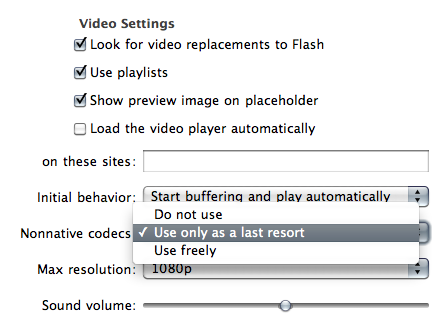 Video Settings
Look for video replacements to Flash
Use playlists
Show preview image on placeholder
Load the video player automatically
on these sites:
Initial behavior: Start buffering and play automatically
Do not use
Nonnative codecs: ✓ Use only as a last resort
Use freely
Max resolution: 1080p
Sound volume: